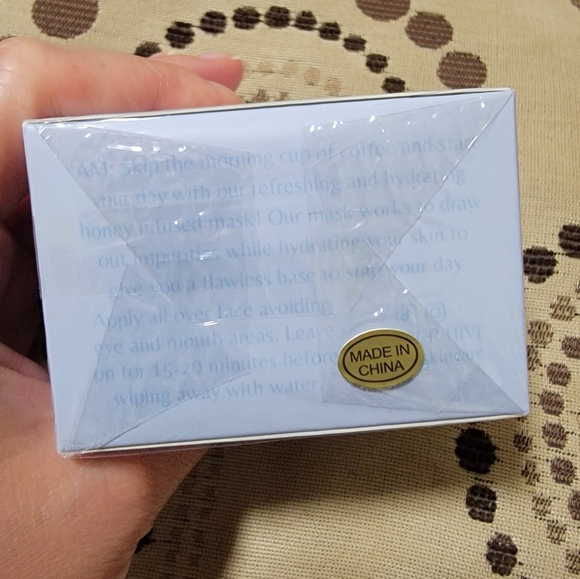 AM: Skip the morning cup of coffee and start
your day with our refreshing and hydrating
honey infused mask! Our mask works to draw
out impurities while hydrating your skin to
give you a flawless base to start your day
Apply all over face avoiding
eye and mouth areas. Leave
on for 15-20 minutes before
wiping away with water.
skincare
MADE IN
CHINA